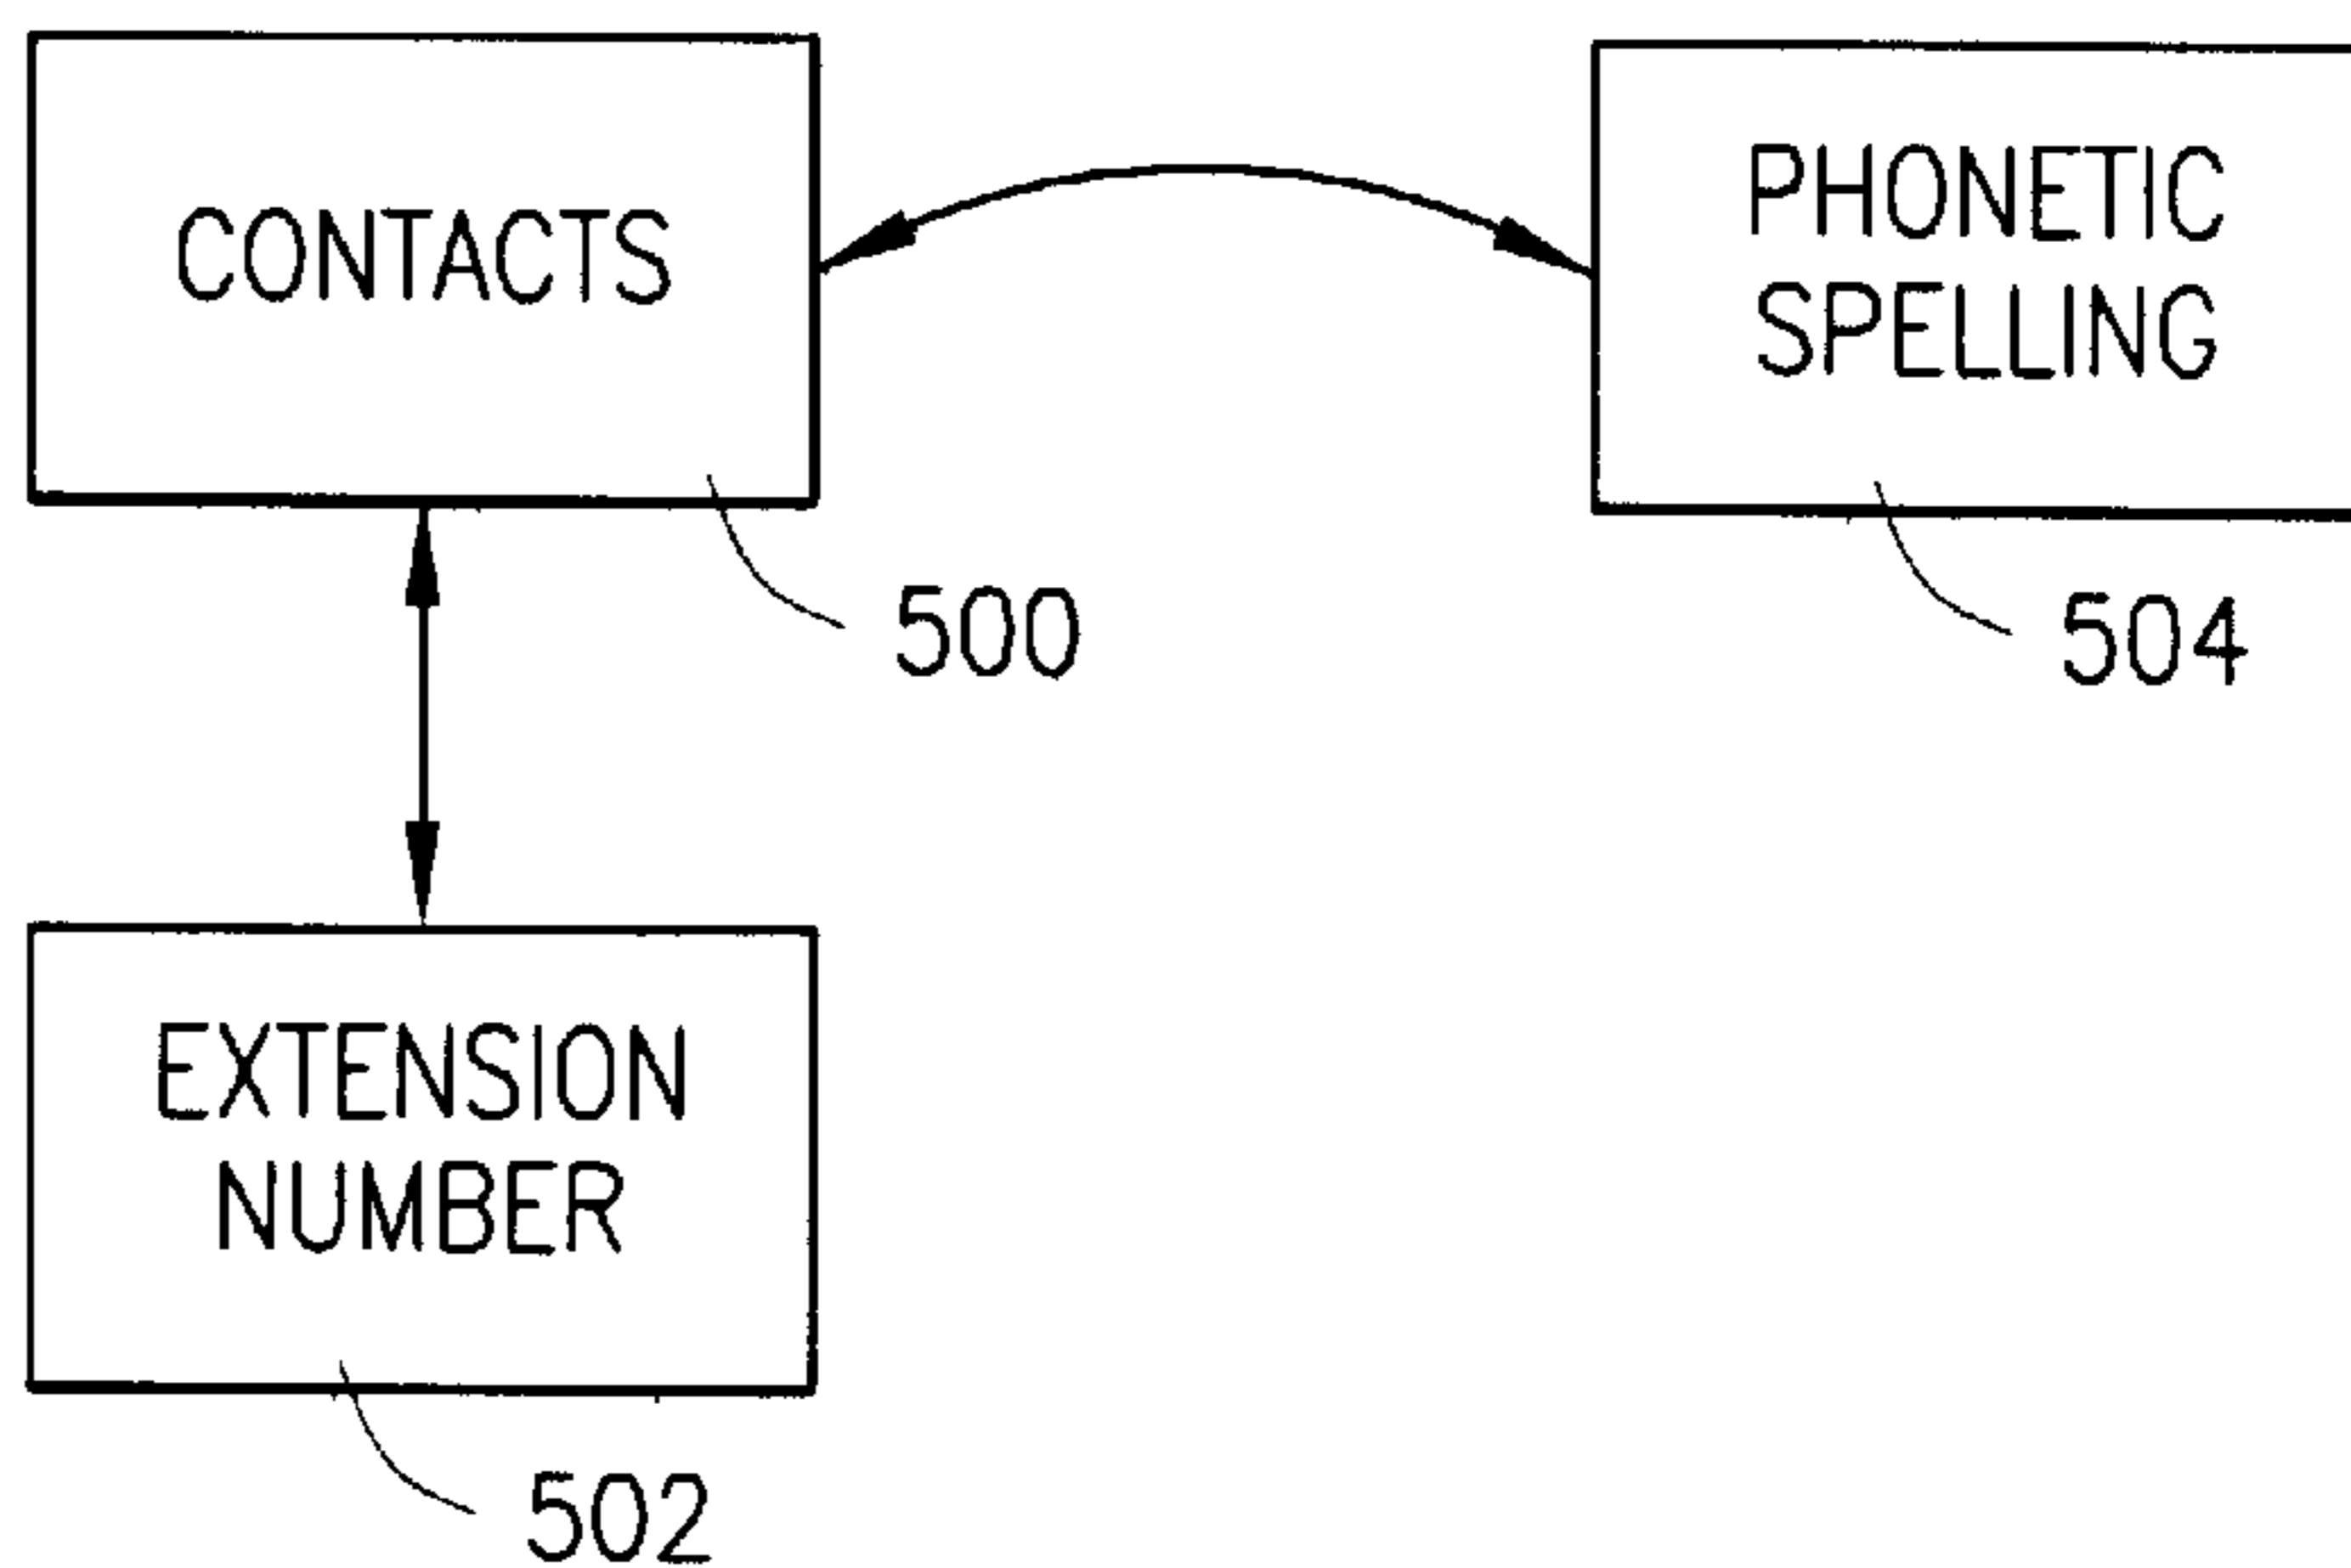 CONTACTS
PHONETIC
SPELLING
500
504
EXTENSION
NUMBER
502